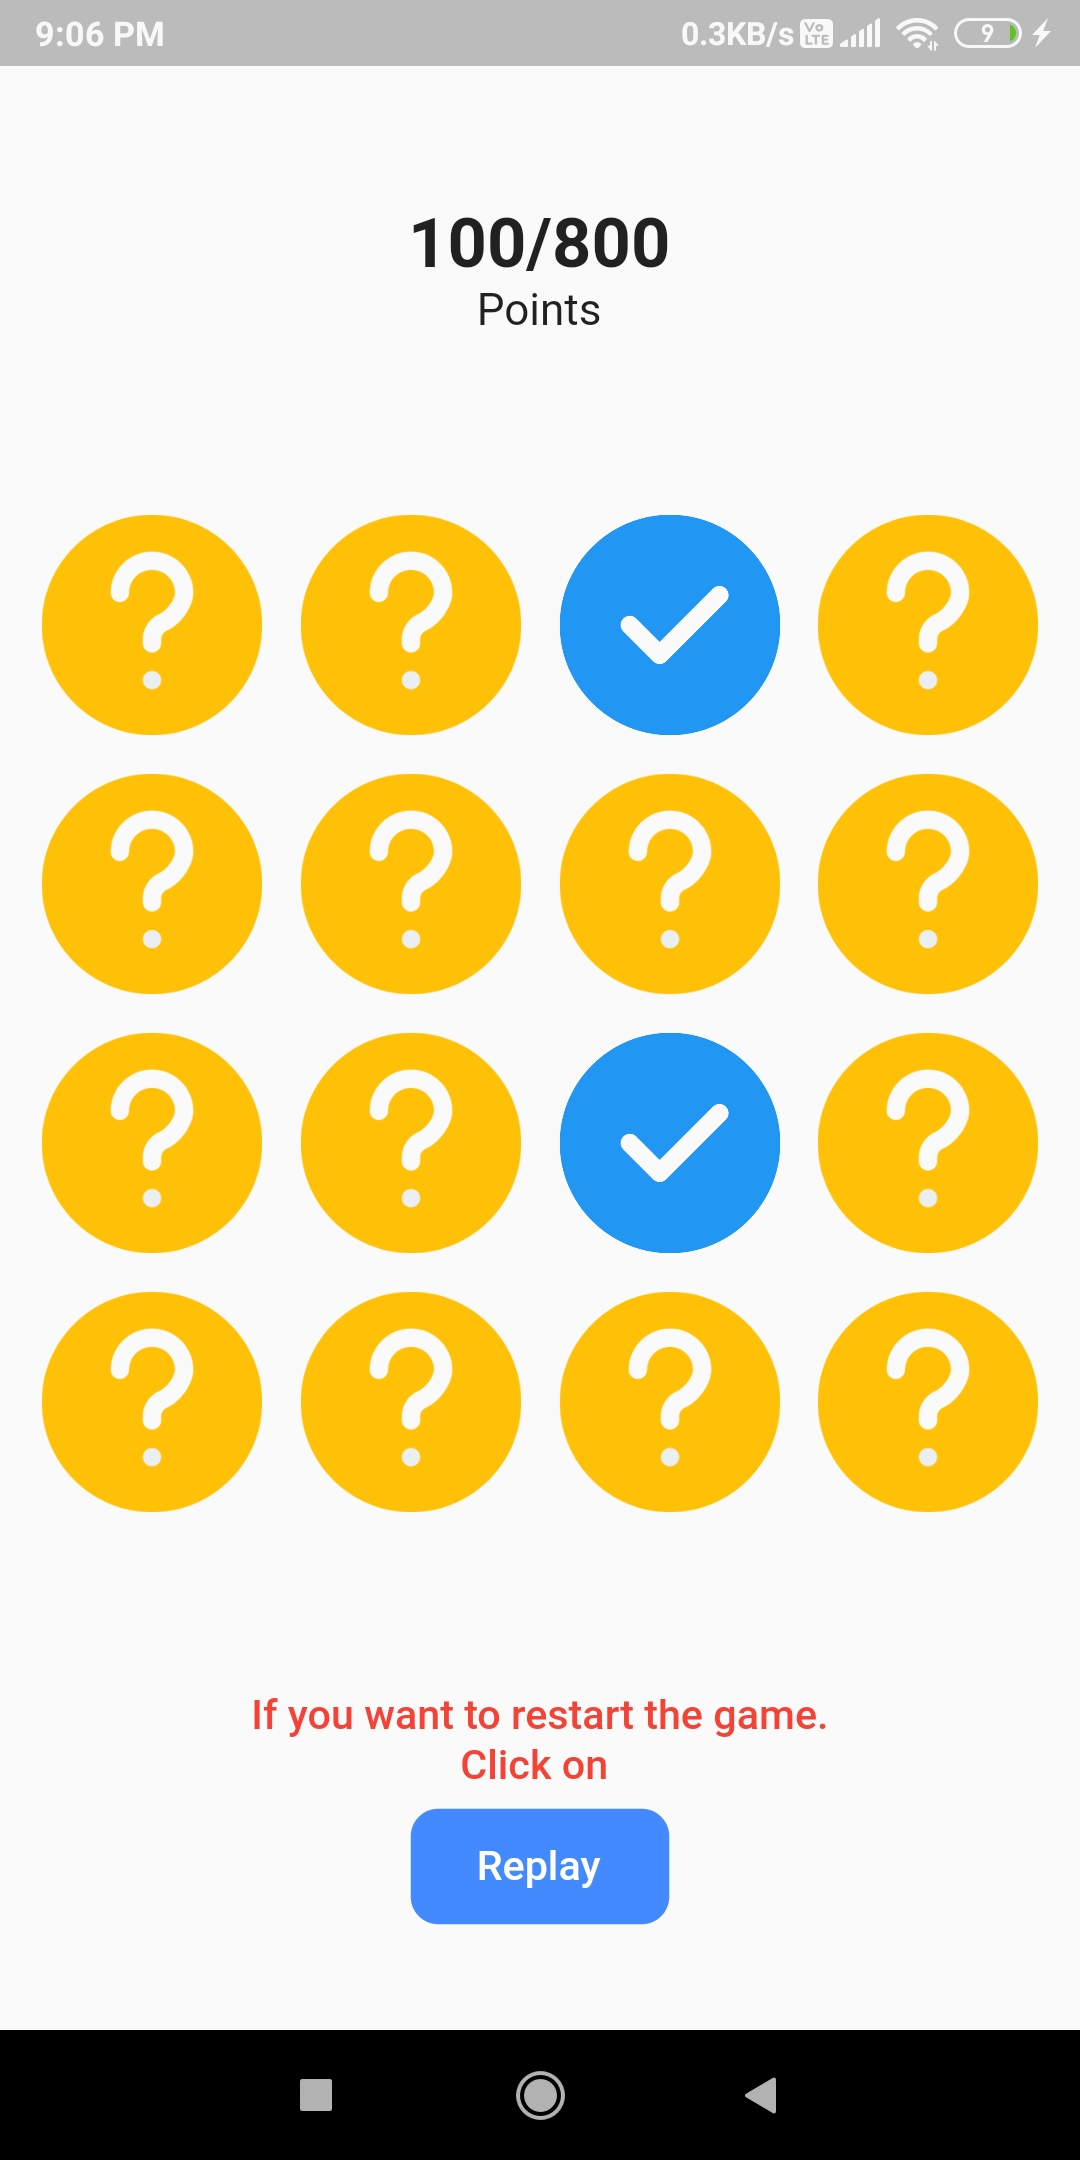 9:06 PM 0.3KB/s Vo LTE 9
100/800
Points
? ? ?
? ? ? ?
? ? ?
? ? ? ?
If you want to restart the game.
Click on
Replay